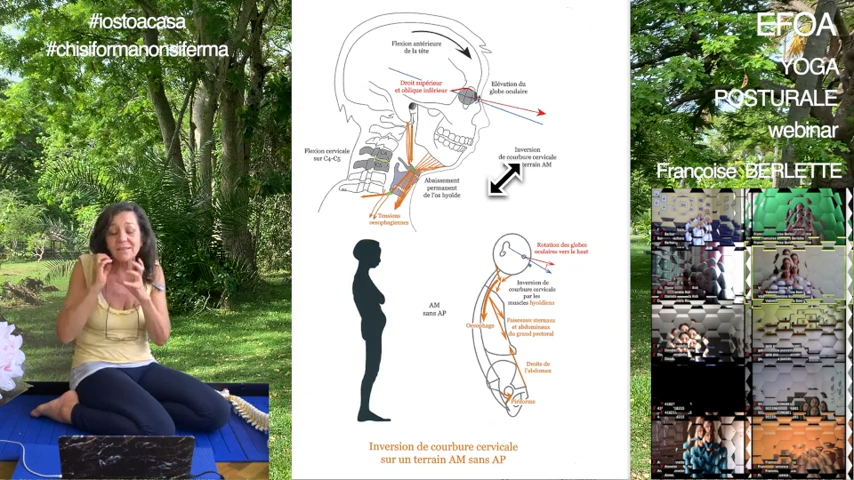 #iostoacasa
#chisiformanonsiferma
Flexion antérieure
de la tête
Droit supérieur
et oblique inférieur
Elévation du
globe oculaire
Flexion cervicale
sur C4-C5
Inversion
de courbure cervicale
terrain AM
Abaissement
permanent
de l'os hyoïde
Tensions
oesophagiennes
Rotation des globes
oculaires vers le haut
Inversion de
courbure cervicale
par les
muscles hyoïdiens
AM
sans AP
Oesophage
Faisceaux sternaux
et abdominaux
du grand pectoral
Droits de
l'abdomen
Piriforme
Inversion de courbure cervicale
sur un terrain AM sans AP
EFOA
YOGA
POSTURALE
webinar
Françoise BERLETTE